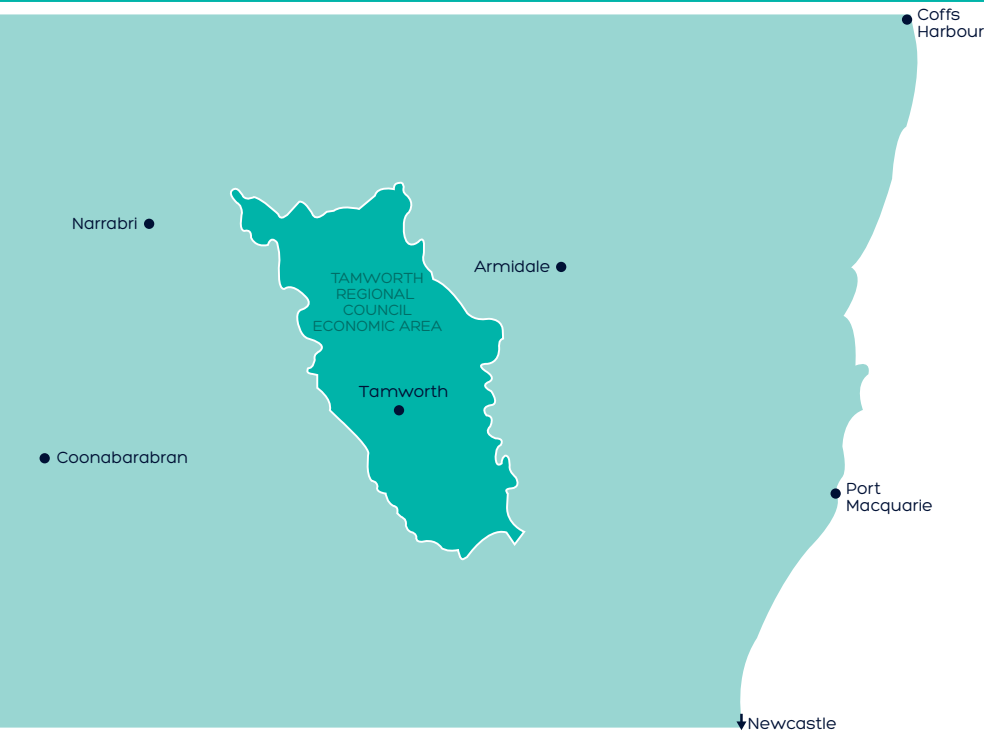 Coffs
Harbour
Narrabri
Armidale
TAMWORTH
REGIONAL
COUNCIL
ECONOMIC AREA
Tamworth
Coonabarabran
Port
Macquarie
Newcastle